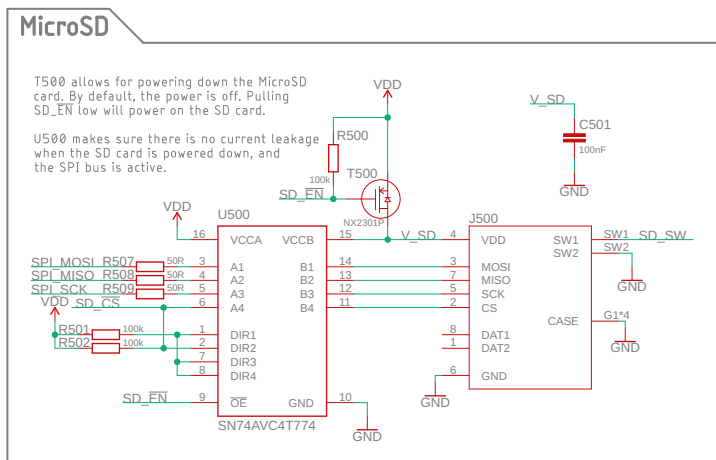 MicroSD
T500 allows for powering down the MicroSD
card. By default, the power is off. Pulling
SD_EN low will power on the SD card.
U500 makes sure there is no current leakage
when the SD card is powered down, and
the SPI bus is active.
VDD
R500
100k
T500
SD_EN
NX2301P
V_SD
C501
100nF
GND
VDD
U500
16 VCCA VCCB 15
V_SD
J500
4 VDD
SW1 SW1 SD_SW
SW2 SW2
GND
SPI_MOSI R507 50R 3 A1 B1 14 3 MOSI
SPI_MISO R508 50R 4 A2 B2 13 7 MISO
SPI_SCK R509 50R 5 A3 B3 12 5 SCK
VDD SD_CS 6 A4 B4 11 2 CS
CASE G1*4
GND
R501 100k 1 DIR1 8 DAT1
R502 100k 2 DIR2 1 DAT2
7 DIR3
8 DIR4 6 GND
GND
SD_EN 9 OE GND 10
GND
SN74AVC4T774